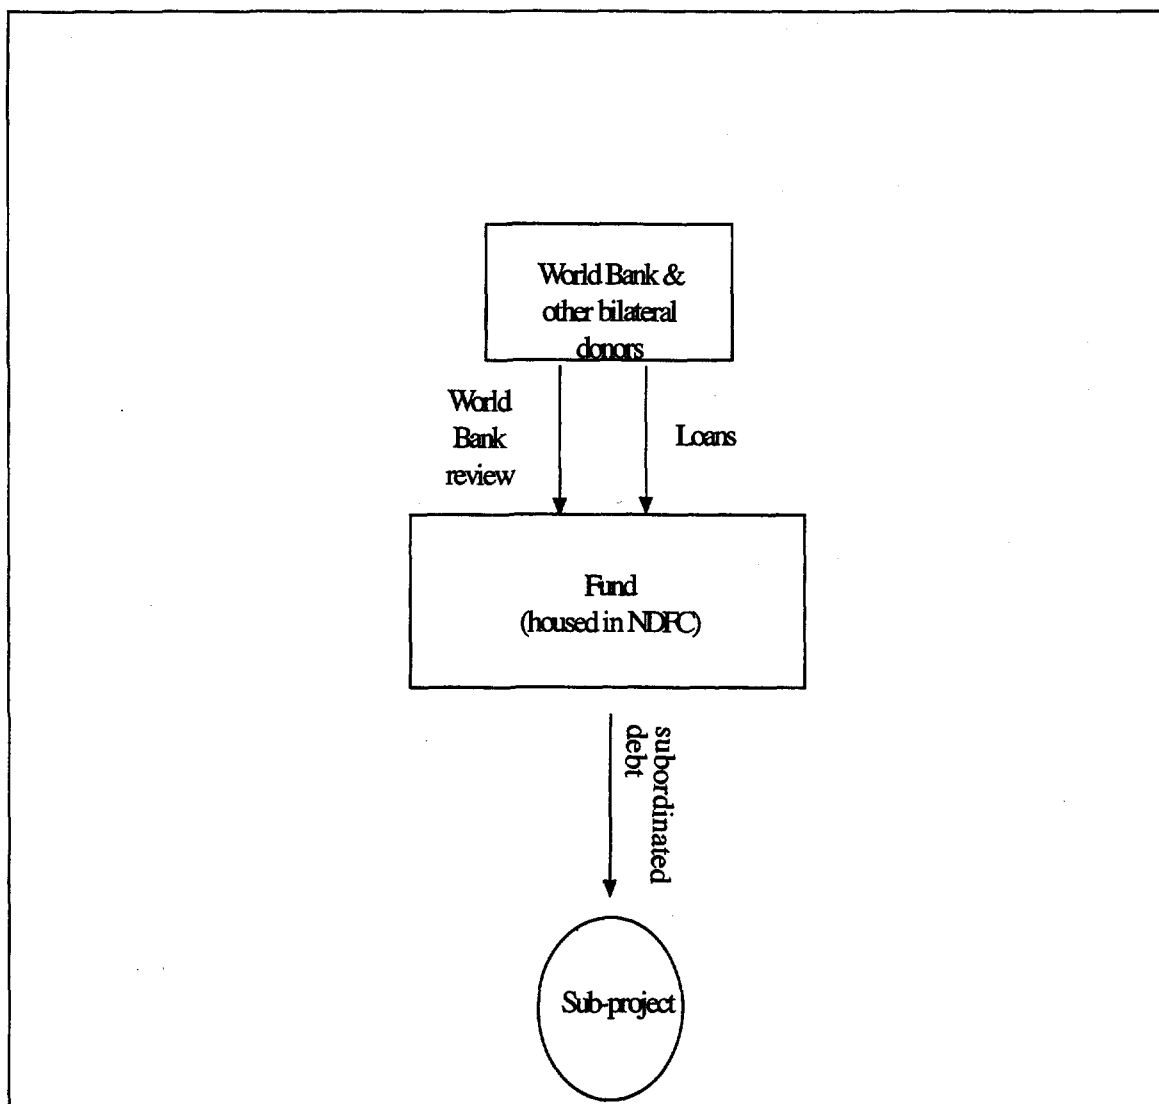 World Bank &
other bilateral
donors
World
Bank
review
Loans
Fund
(housed in NDFC)
subordinated
debt
Sub-project